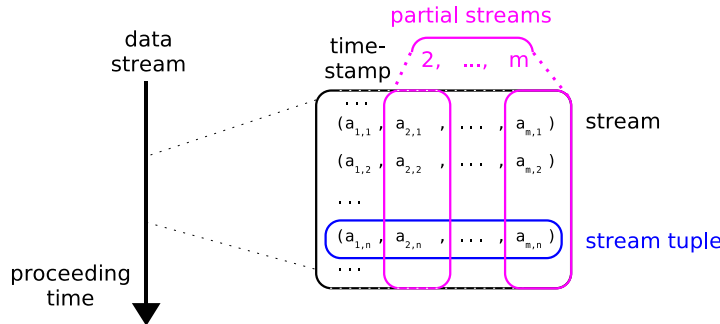 partial streams
data
stream
time-
stamp
2, ..., m
...
(a1,1 , a2,1 , ... , am,1 )
stream
(a1,2 , a2,2 , ... , am,2 )
...
(a1,n , a2,n , ... , am,n )
stream tuple
...
proceeding
time